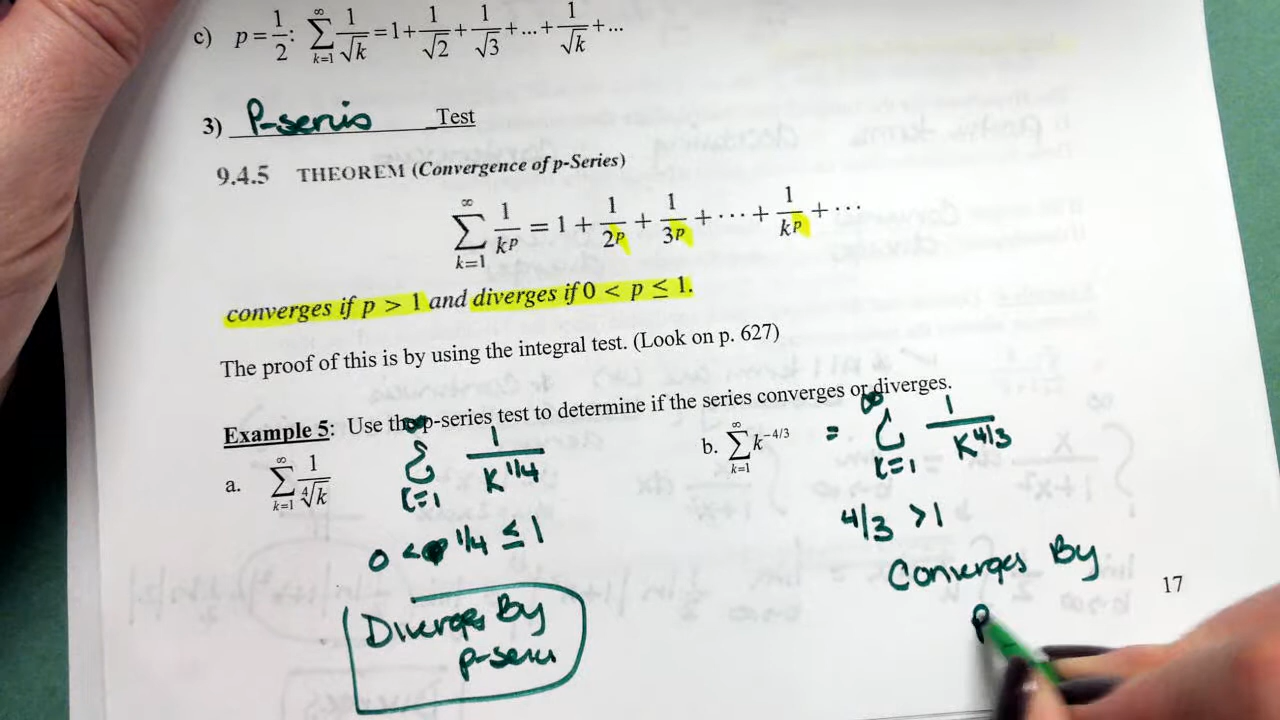 c) p = 1/2: ∑_{k=1}^{∞} 1/√k = 1 + 1/√2 + 1/√3 + ... + 1/√k + ...
3) P-series Test
9.4.5 THEOREM (Convergence of p-Series)
∑_{k=1}^{∞} 1/k^p = 1 + 1/2^p + 1/3^p + ⋯ + 1/k^p + ⋯
converges if p > 1 and diverges if 0 < p ≤ 1.
The proof of this is by using the integral test. (Look on p. 627)
Example 5: Use the p-series test to determine if the series converges or diverges.
a. ∑_{k=1}^{∞} 1/∜k
∑_{k=1}^{∞} 1/k^{1/4}
0 < 1/4 ≤ 1
Diverges By
p-series
b. ∑_{k=1}^{∞} k^{-4/3} = ∑_{k=1}^{∞} 1/k^{4/3}
4/3 > 1
Converges By
p
17